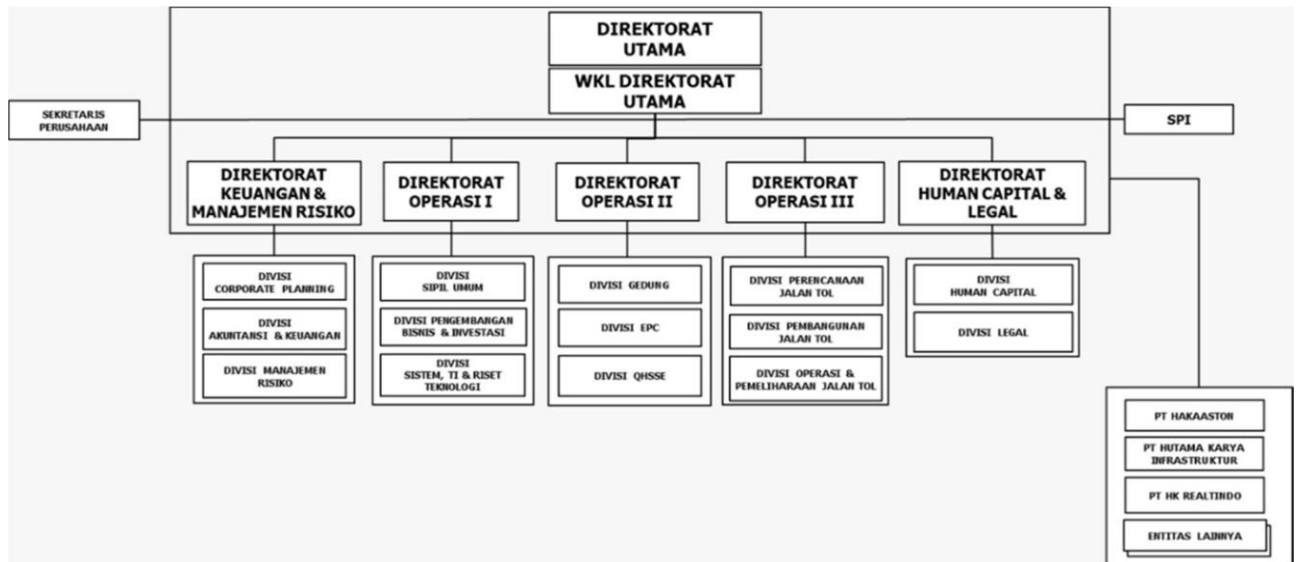 DIREKTORAT
UTAMA
WKL DIREKTORAT
UTAMA
SEKRETARIS
PERUSAHAAN
SPI
DIREKTORAT
KEUANGAN &
MANAJEMEN RISIKO
DIREKTORAT
OPERASI I
DIREKTORAT
OPERASI II
DIREKTORAT
OPERASI III
DIREKTORAT
HUMAN CAPITAL &
LEGAL
DIVISI
CORPORATE PLANNING
DIVISI
AKUNTANSI & KEUANGAN
DIVISI MANAJEMEN
RISIKO
DIVISI
SIPIL UMUM
DIVISI PENGEMBANGAN
BISNIS & INVESTASI
DIVISI
SISTEM, TI & RISET
TEKNOLOGI
DIVISI GEDUNG
DIVISI EPC
DIVISI QHSSE
DIVISI PERENCANAAN
JALAN TOL
DIVISI PEMBANGUNAN
JALAN TOL
DIVISI OPERASI &
PEMELIHARAAN JALAN TOL
DIVISI
HUMAN CAPITAL
DIVISI LEGAL
PT HAKAASTON
PT HUTAMA KARYA
INFRASTRUKTUR
PT HK REALTINDO
ENTITAS LAINNYA